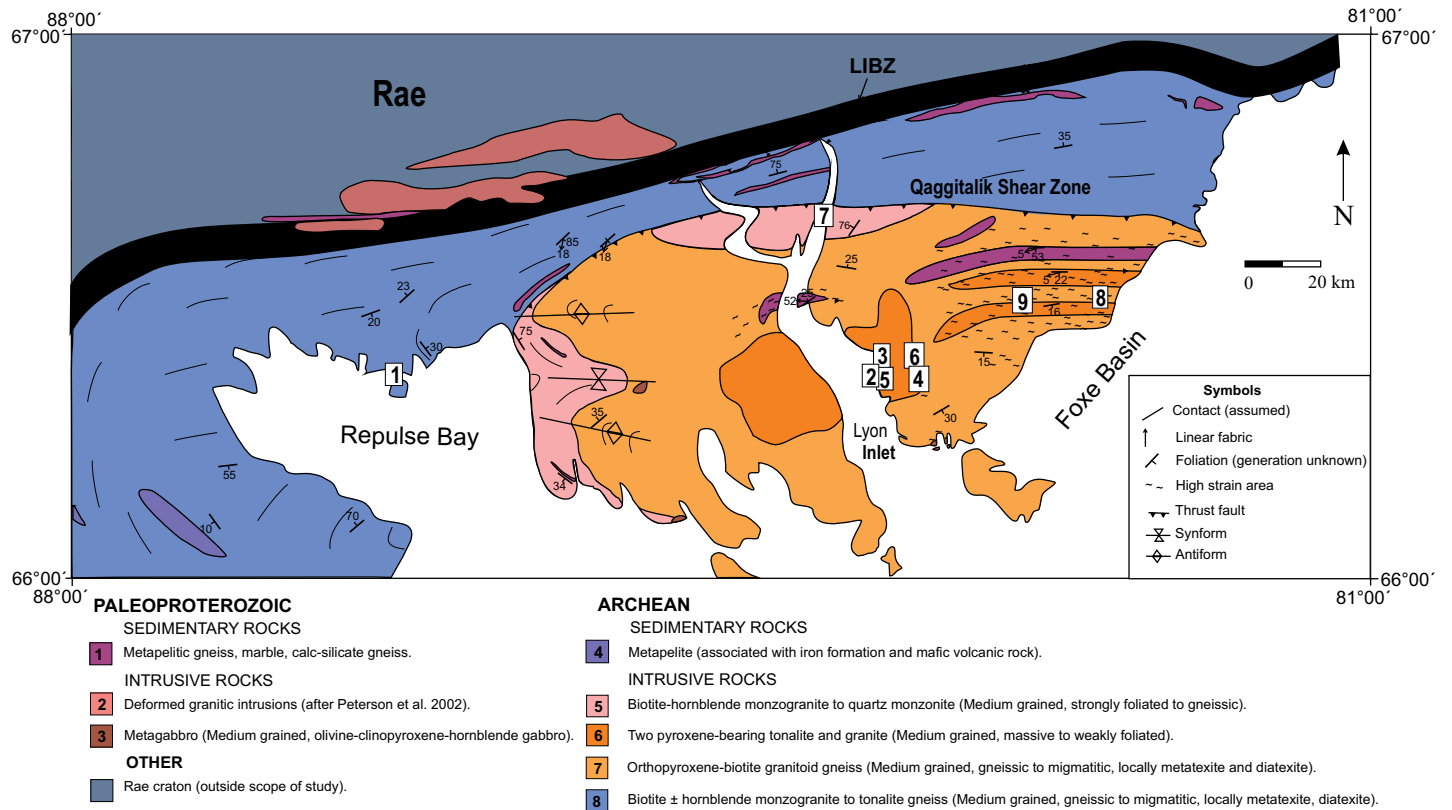 88°00´
81°00´
67°00´
67°00´
LIBZ
Rae
35
75
Qaggitalik Shear Zone
7
76
N
85
18
18
5
53
25
23
5
22
0 20 km
25
52
9
8
16
20
75
30
3
6
15
1
2
5
4
Foxe Basin
35
30
Repulse Bay
Lyon
Inlet
55
34
10
70
Symbols
Contact (assumed)
Linear fabric
Foliation (generation unknown)
High strain area
Thrust fault
Synform
Antiform
66°00´
66°00´
88°00´
81°00´
PALEOPROTEROZOIC
SEDIMENTARY ROCKS
1 Metapelitic gneiss, marble, calc-silicate gneiss.
INTRUSIVE ROCKS
2 Deformed granitic intrusions (after Peterson et al. 2002).
3 Metagabbro (Medium grained, olivine-clinopyroxene-hornblende gabbro).
OTHER
Rae craton (outside scope of study).
ARCHEAN
SEDIMENTARY ROCKS
4 Metapelite (associated with iron formation and mafic volcanic rock).
INTRUSIVE ROCKS
5 Biotite-hornblende monzogranite to quartz monzonite (Medium grained, strongly foliated to gneissic).
6 Two pyroxene-bearing tonalite and granite (Medium grained, massive to weakly foliated).
7 Orthopyroxene-biotite granitoid gneiss (Medium grained, gneissic to migmatitic, locally metatexite and diatexite).
8 Biotite ± hornblende monzogranite to tonalite gneiss (Medium grained, gneissic to migmatitic, locally metatexite, diatexite).